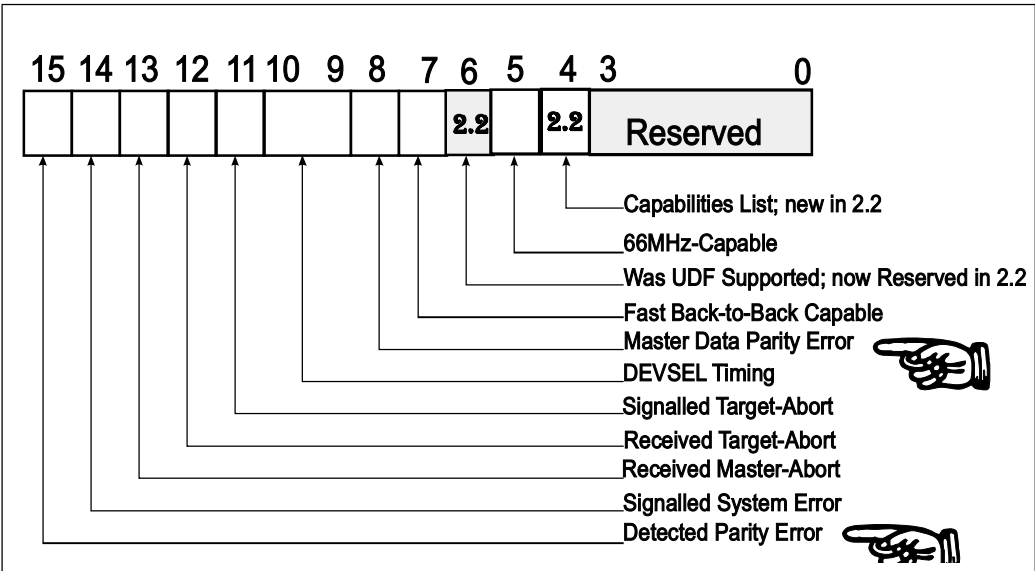 15 14 13 12 11 10 9 8 7 6 5 4 3 0
2.2 2.2 Reserved
Capabilities List; new in 2.2
66MHz-Capable
Was UDF Supported; now Reserved in 2.2
Fast Back-to-Back Capable
Master Data Parity Error
DEVSEL Timing
Signalled Target-Abort
Received Target-Abort
Received Master-Abort
Signalled System Error
Detected Parity Error